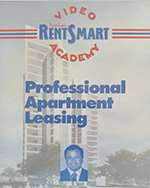 VIDEO
RENTSMART
ACADEMY
Professional
Apartment
Leasing